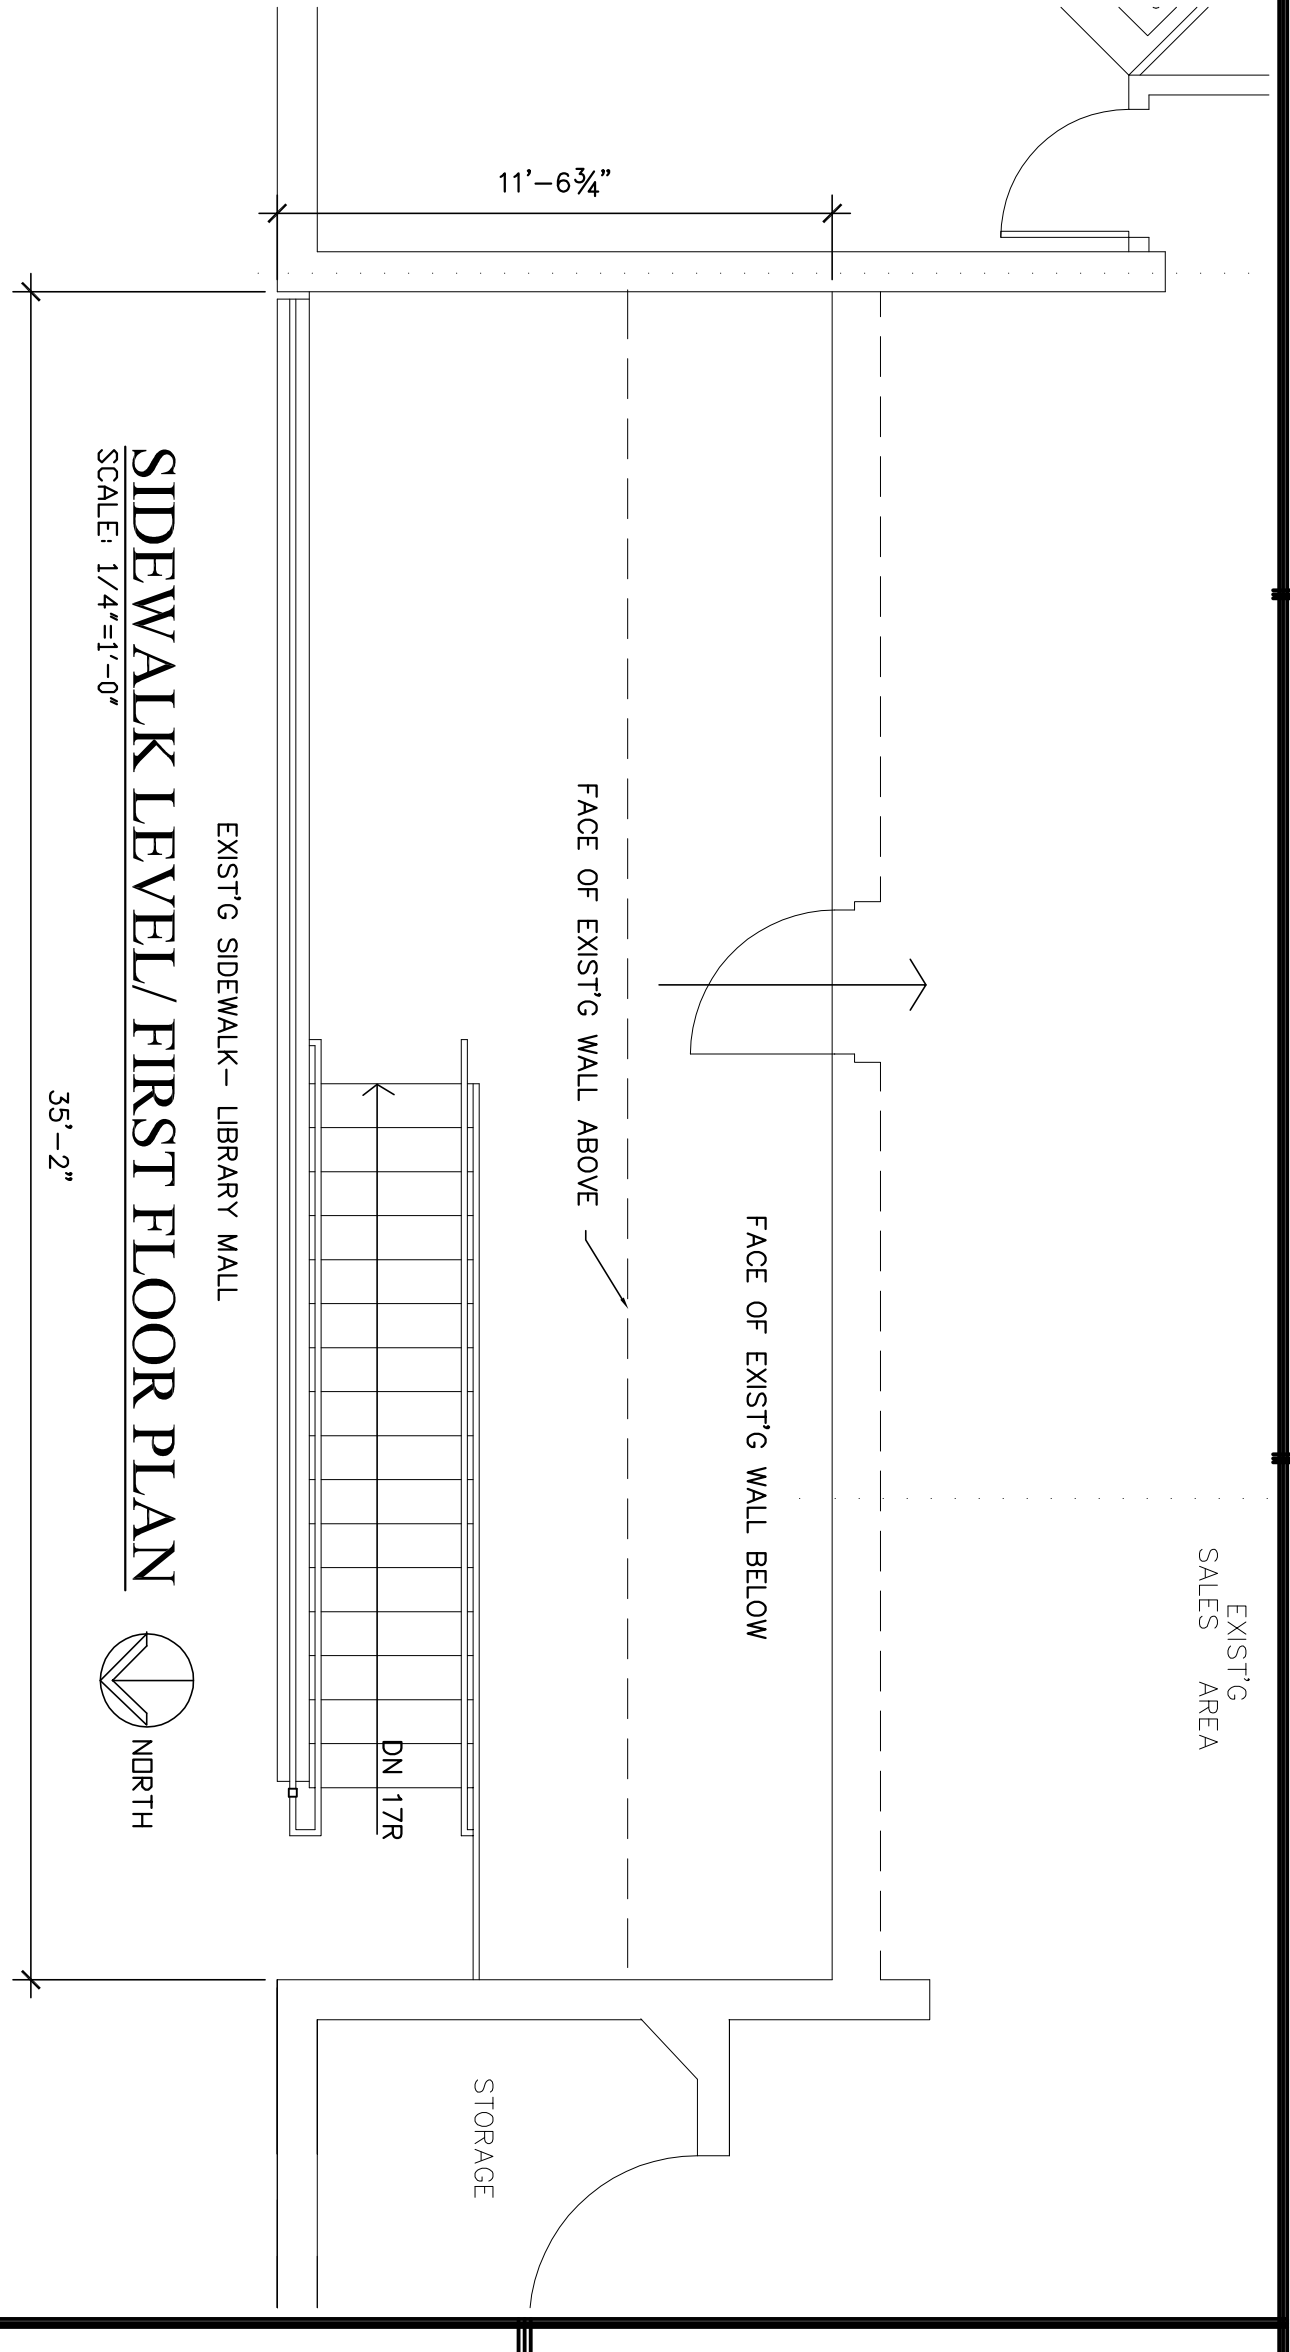 EXIST'G
SALES AREA
11'-6¾"
FACE OF EXIST'G WALL BELOW
FACE OF EXIST'G WALL ABOVE
STORAGE
DN 17R
EXIST'G SIDEWALK- LIBRARY MALL
SIDEWALK LEVEL/ FIRST FLOOR PLAN
SCALE: 1/4"=1'-0"
NORTH
35'-2"